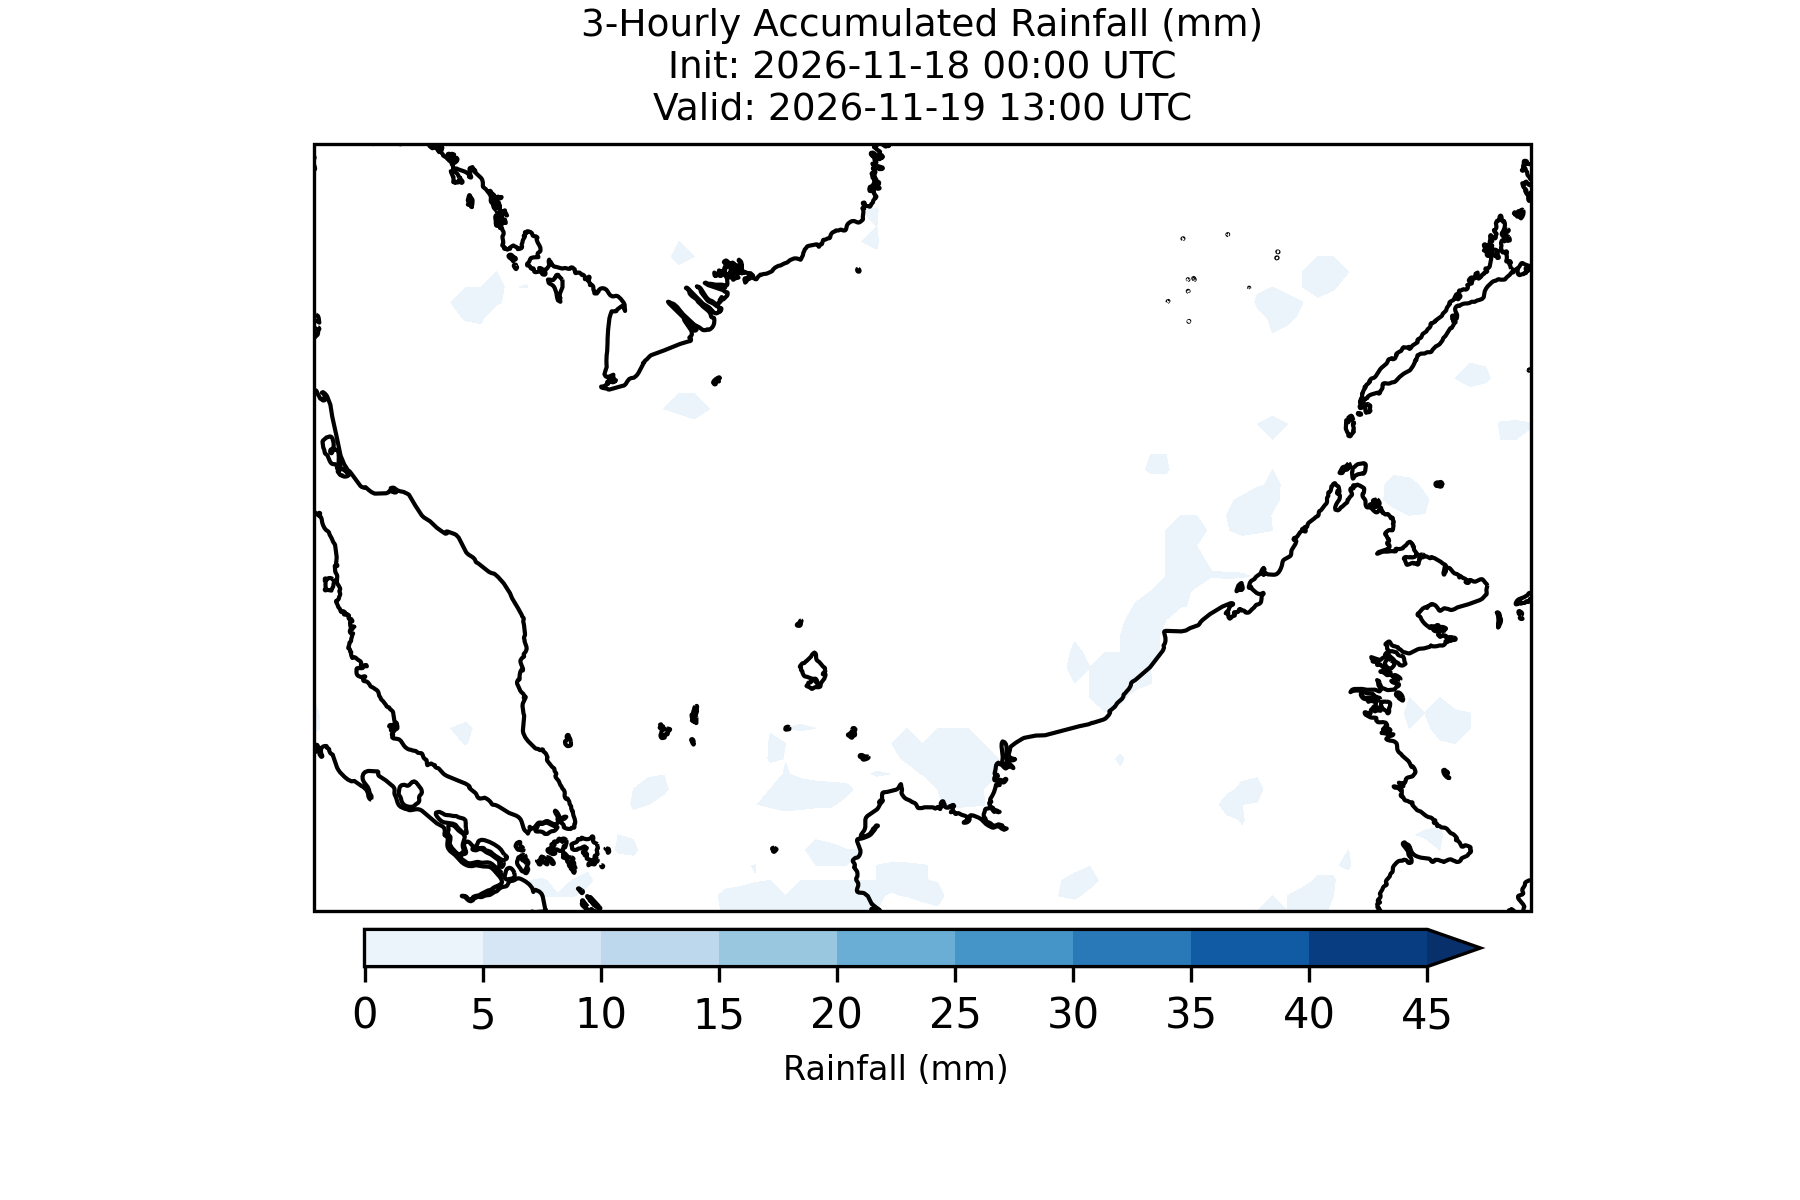 3-Hourly Accumulated Rainfall (mm)
Init: 2026-11-18 00:00 UTC
Valid: 2026-11-19 13:00 UTC
0 5 10 15 20 25 30 35 40 45
Rainfall (mm)